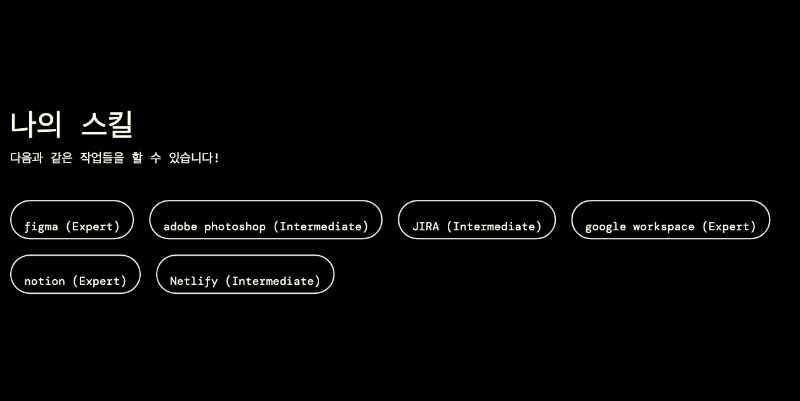 나의 스킬
다음과 같은 작업들을 할 수 있습니다!
figma (Expert) adobe photoshop (Intermediate) JIRA (Intermediate) google workspace (Expert)
notion (Expert) Netlify (Intermediate)